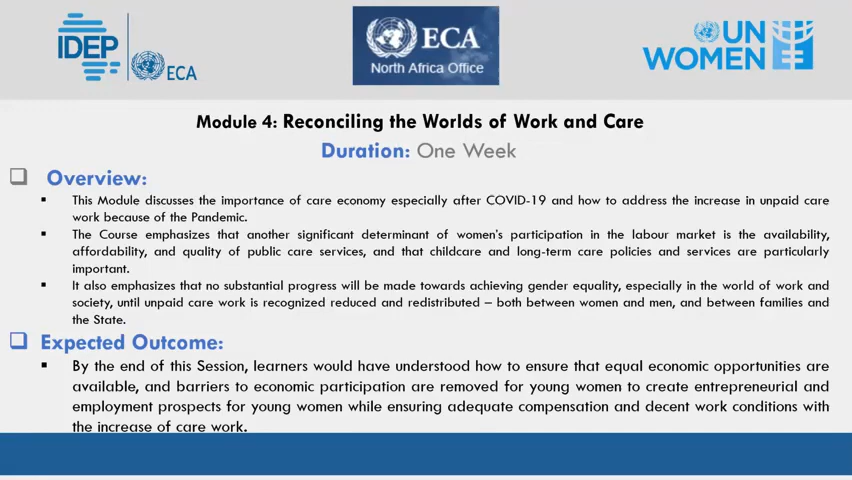 IDEP
ECA
ECA
North Africa Office
UN
WOMEN
Module 4: Reconciling the Worlds of Work and Care
Duration: One Week
Overview:
This Module discusses the importance of care economy especially after COVID-19 and how to address the increase in unpaid care
work because of the Pandemic.
The Course emphasizes that another significant determinant of women's participation in the labour market is the availability,
affordability, and quality of public care services, and that childcare and long-term care policies and services are particularly
important.
It also emphasizes that no substantial progress will be made towards achieving gender equality, especially in the world of work and
society, until unpaid care work is recognized reduced and redistributed – both between women and men, and between families and
the State.
Expected Outcome:
By the end of this Session, learners would have understood how to ensure that equal economic opportunities are
available, and barriers to economic participation are removed for young women to create entrepreneurial and
employment prospects for young women while ensuring adequate compensation and decent work conditions with
the increase of care work.